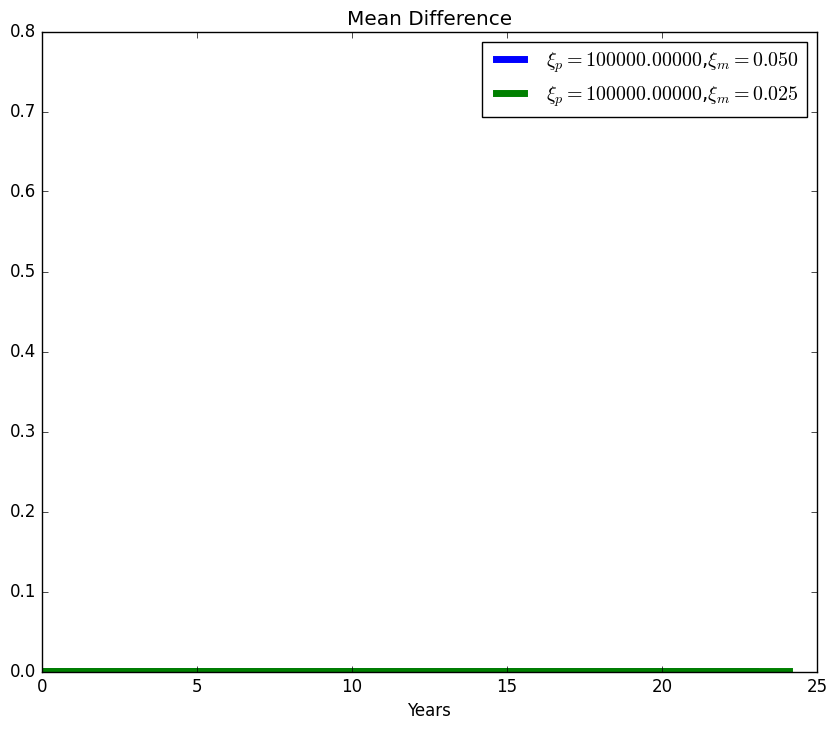 Mean Difference
0.8
ξp = 100000.00000,ξm = 0.050
ξp = 100000.00000,ξm = 0.025
0.7
0.6
0.5
0.4
0.3
0.2
0.1
0.0
0 5 10 15 20 25
Years